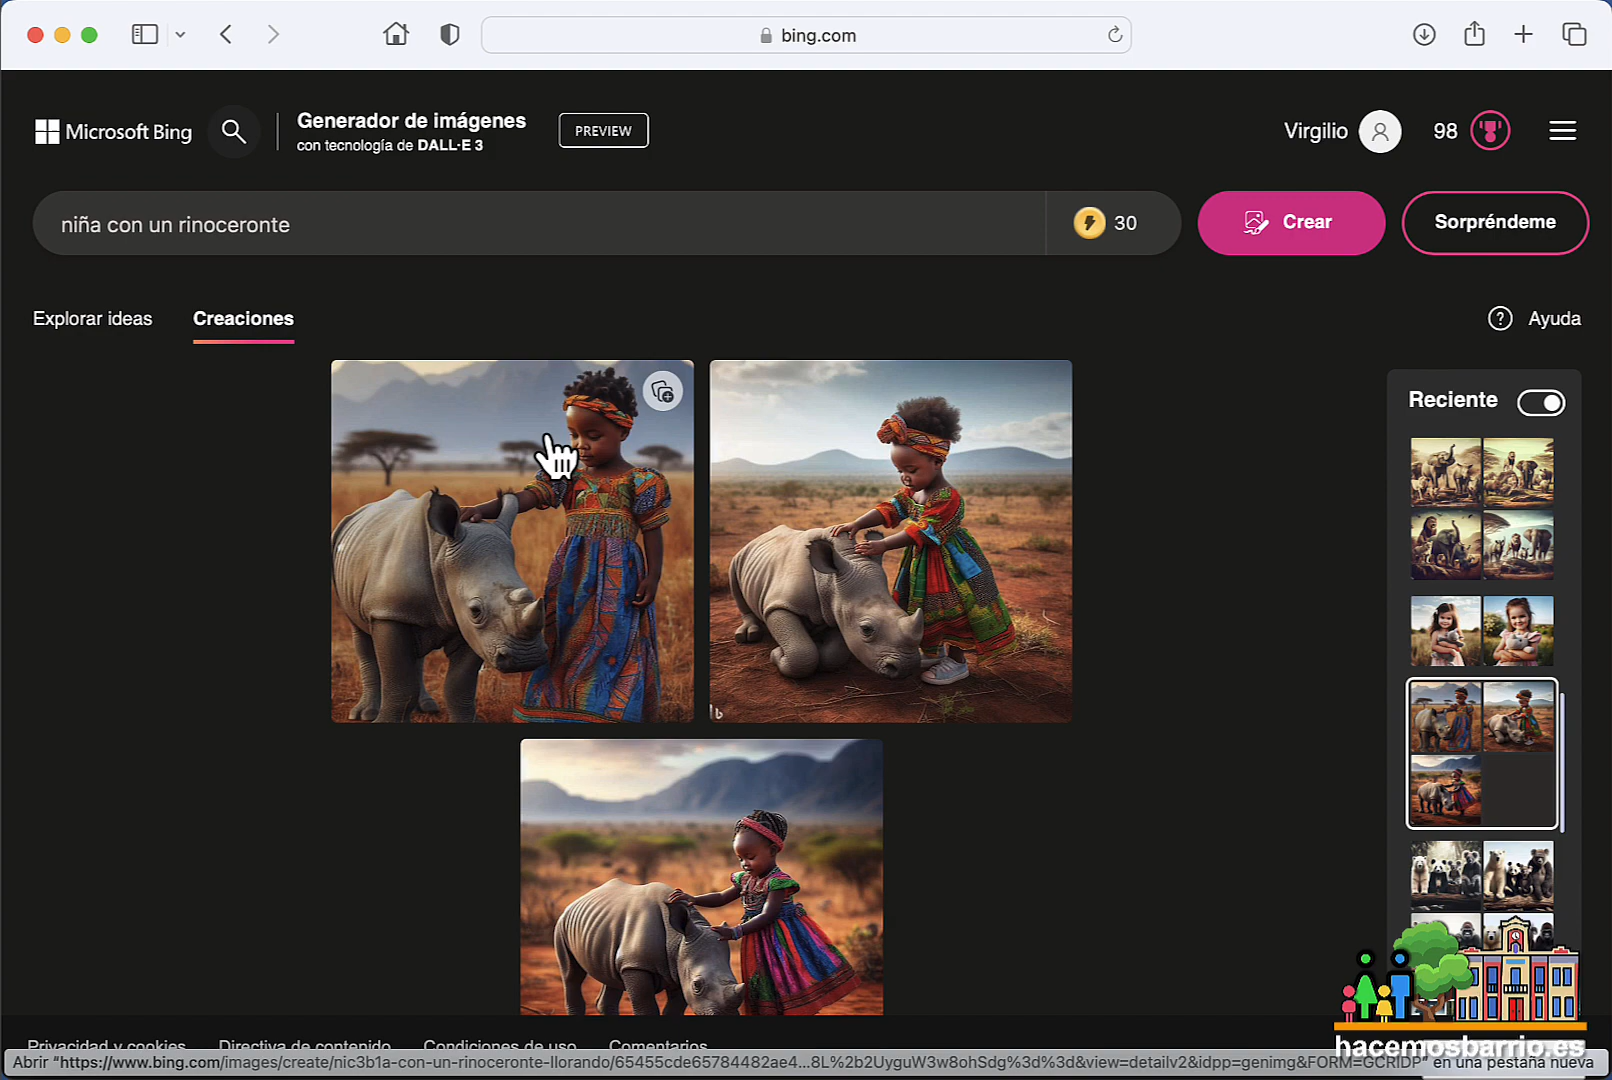 bing.com
Microsoft Bing
Generador de imágenes
con tecnología de DALL·E 3
PREVIEW
Virgilio
98
niña con un rinoceronte
30
Crear
Sorpréndeme
Explorar ideas
Creaciones
Ayuda
Reciente
Privacidad y cookies
Directiva de contenido
Condiciones de uso
Comentarios
hacemosbarrio.es
Abrir “https://www.bing.com/images/create/nic3b1a-con-un-rinoceronte-llorando/65455cde65784482ae4...8L%2b2UyguW3w8ohSdg%3d%3d&view=detailv2&idpp=genimg&FORM=GCRIDP” en una pestaña nueva